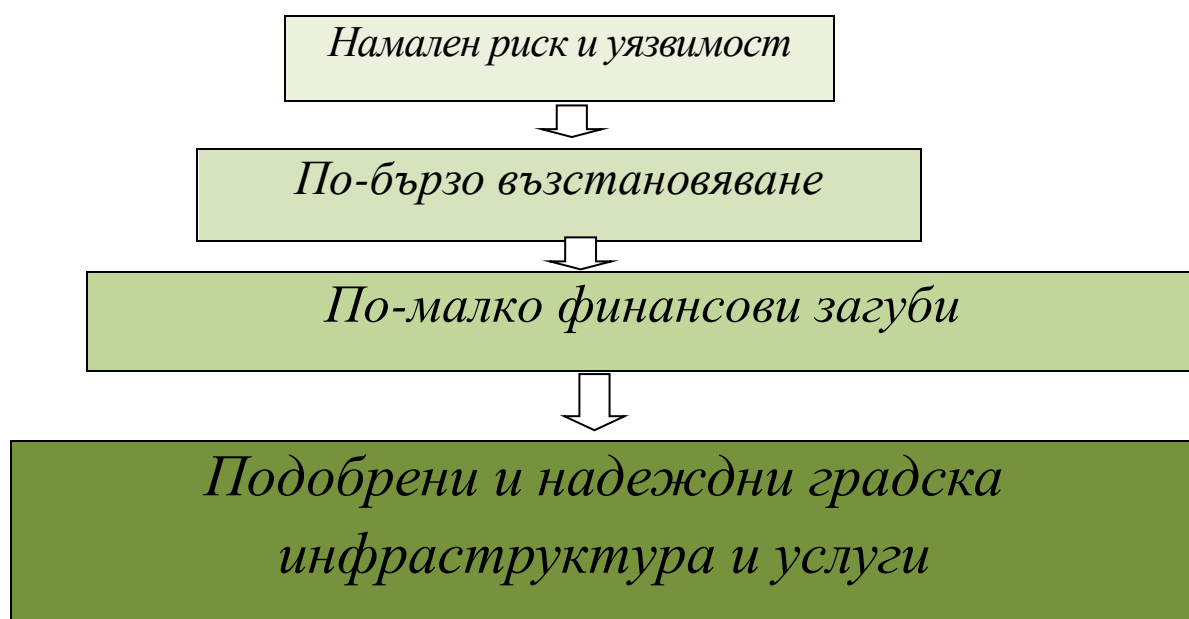 Намален риск и уязвимост
По-бързо възстановяване
По-малко финансови загуби
Подобрени и надеждни градска
инфраструктура и услуги